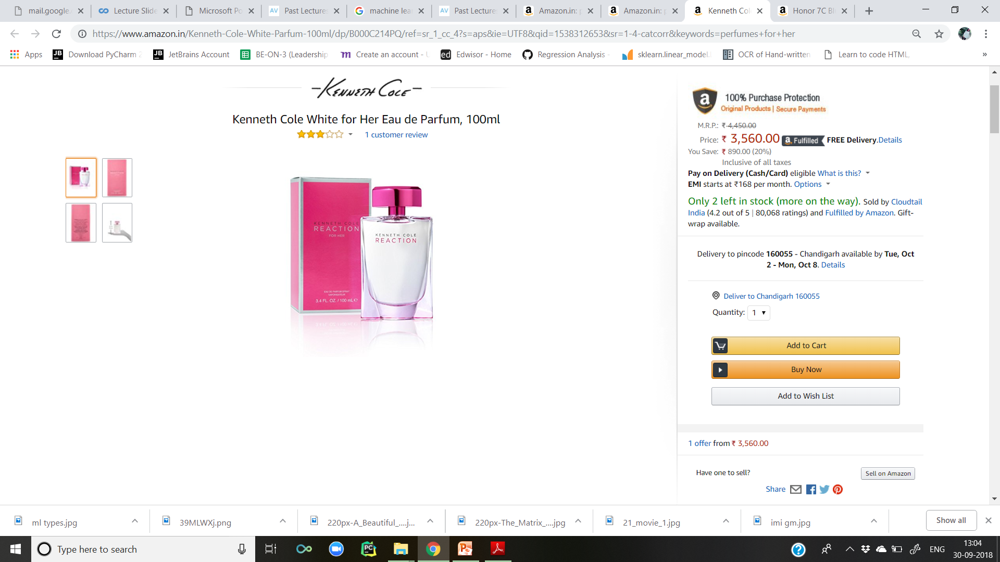 mail.google.
Lecture Slide
Microsoft Po
Past Lectures
machine lea
Past Lectures
Amazon.in: p
Amazon.in: p
Kenneth Col
Honor 7C Bl
https://www.amazon.in/Kenneth-Cole-White-Parfum-100ml/dp/B000C214PQ/ref=sr_1_cc_4?s=aps&ie=UTF8&qid=1538312653&sr=1-4-catcorr&keywords=perfumes+for+her
Apps
Download PyCharm
JetBrains Account
BE-ON-3 (Leadership
Create an account -
Edwisor - Home
Regression Analysis -
sklearn.linear_model.
OCR of Hand-written
Learn to code HTML,
»
KENNETH COLE
Kenneth Cole White for Her Eau de Parfum, 100ml
1 customer review
KENNETH COLE
REACTION
FOR HER
EAU DE PARFUM SPRAY
VAPORISATEUR
3.4 FL. OZ. / 100 mL e
KENNETH COLE
REACTION
100% Purchase Protection
Original Products | Secure Payments
M.R.P.: ₹ 4,450.00
Price: ₹ 3,560.00 a Fulfilled FREE Delivery.Details
You Save: ₹ 890.00 (20%)
Inclusive of all taxes
Pay on Delivery (Cash/Card) eligible What is this?
EMI starts at ₹168 per month. Options
Only 2 left in stock (more on the way). Sold by Cloudtail
India (4.2 out of 5 | 80,068 ratings) and Fulfilled by Amazon. Gift-
wrap available.
Delivery to pincode 160055 - Chandigarh available by Tue, Oct
2 - Mon, Oct 8. Details
Deliver to Chandigarh 160055
Quantity: 1
Add to Cart
Buy Now
Add to Wish List
1 offer from ₹ 3,560.00
Have one to sell?
Sell on Amazon
Share
ml types.jpg
39MLWXj.png
220px-A_Beautiful_....j...
220px-The_Matrix_....jpg
21_movie_1.jpg
imi gm.jpg
Show all
Type here to search
ENG
13:04
30-09-2018